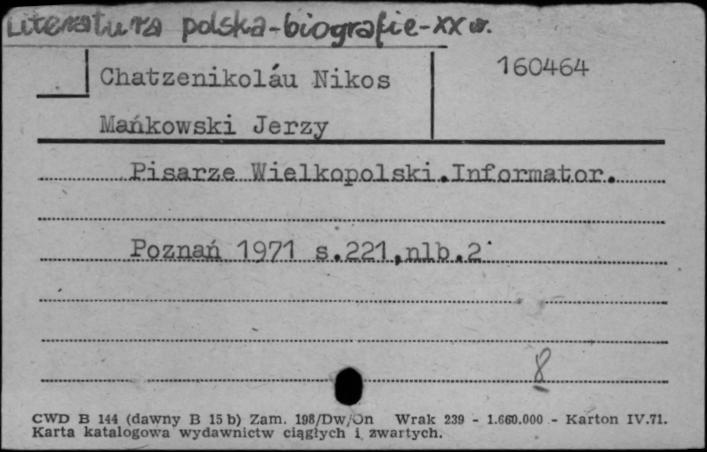 Literatura polska-biografie-XX w.
Chatzenikoláu Nikos
160464
Mańkowski Jerzy
Pisarze Wielkopolski.Informator.
Poznań 1971 s.221,nlb.2
8
CWD B 144 (dawny B 15 b) Zam. 198/Dw/On Wrak 239 - 1.660.000 - Karton IV.71.
Karta katalogowa wydawnictw ciągłych i zwartych.